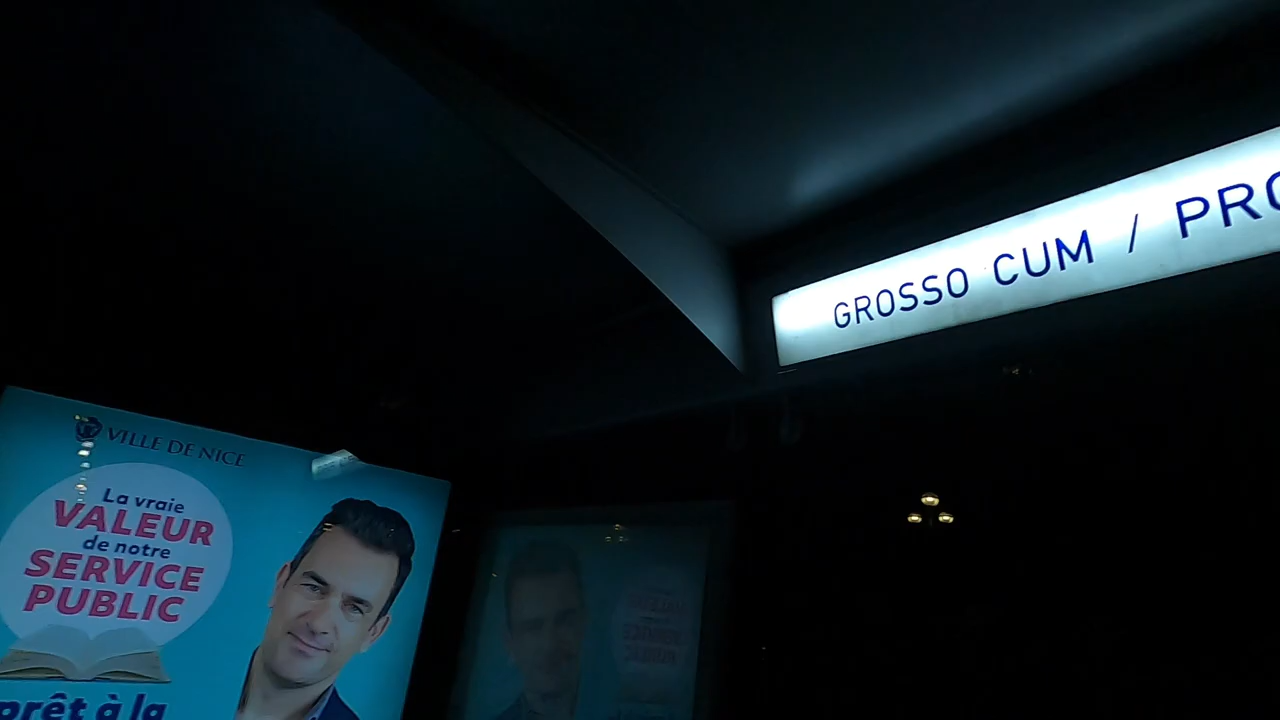 GROSSO CUM / PRO
VILLE DE NICE
La vraie
VALEUR
de notre
SERVICE
PUBLIC
prêt à la